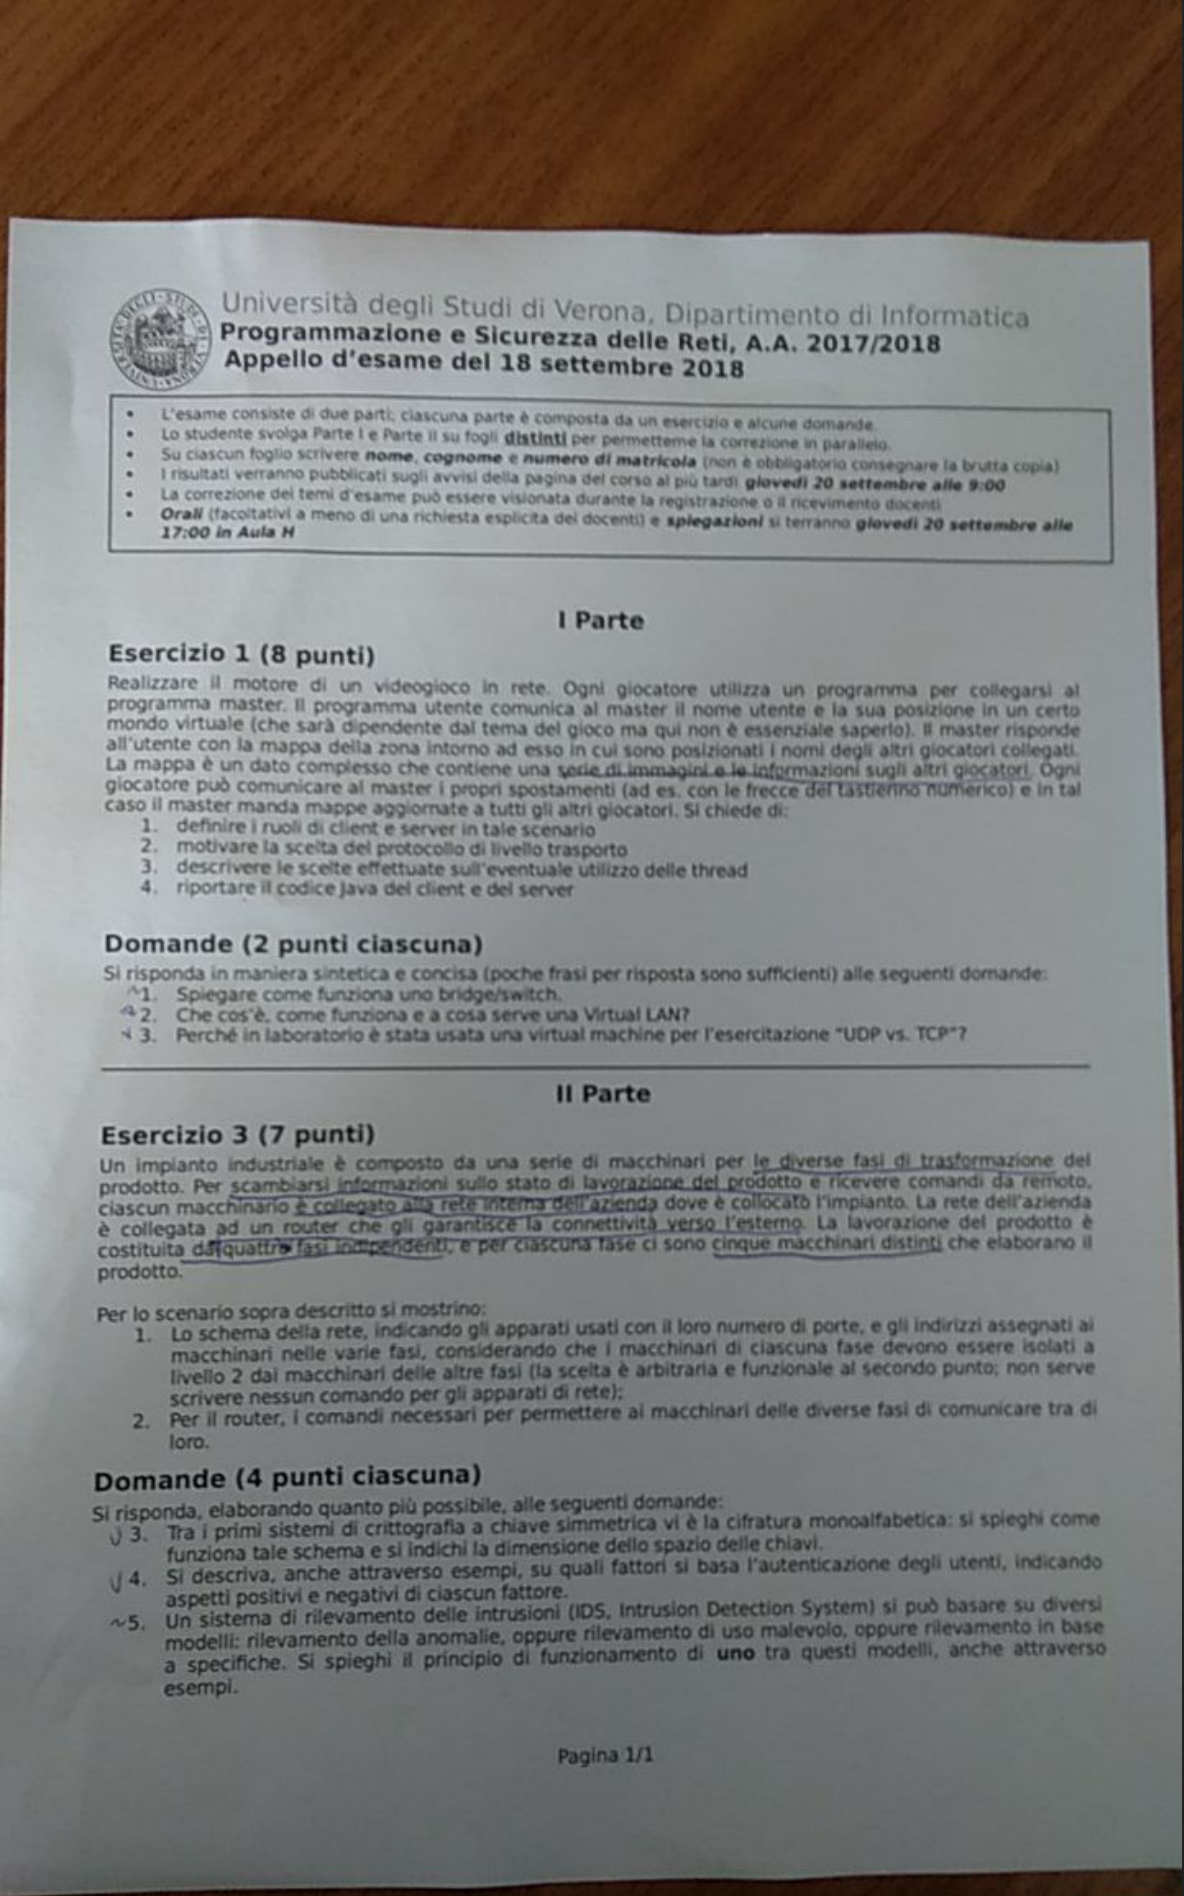 Università degli Studi di Verona, Dipartimento di Informatica
Programmazione e Sicurezza delle Reti, A.A. 2017/2018
Appello d'esame del 18 settembre 2018
• L'esame consiste di due parti; ciascuna parte è composta da un esercizio e alcune domande.
• Lo studente svolga Parte I e Parte II su fogli distinti per permetterne la correzione in parallelo.
• Su ciascun foglio scrivere nome, cognome e numero di matricola (non è obbligatorio consegnare la brutta copia)
• I risultati verranno pubblicati sugli avvisi della pagina del corso al più tardi giovedì 20 settembre alle 9:00
• La correzione dei temi d'esame può essere visionata durante la registrazione o il ricevimento docenti
• Orali (facoltativi a meno di una richiesta esplicita dei docenti) e spiegazioni si terranno giovedì 20 settembre alle
17:00 in Aula H
I Parte
Esercizio 1 (8 punti)
Realizzare il motore di un videogioco in rete. Ogni giocatore utilizza un programma per collegarsi al
programma master. Il programma utente comunica al master il nome utente e la sua posizione in un certo
mondo virtuale (che sarà dipendente dal tema del gioco ma qui non è essenziale saperlo). Il master risponde
all'utente con la mappa della zona intorno ad esso in cui sono posizionati i nomi degli altri giocatori collegati.
La mappa è un dato complesso che contiene una serie di immagini e le informazioni sugli altri giocatori. Ogni
giocatore può comunicare al master i propri spostamenti (ad es. con le frecce del tastierino numerico) e in tal
caso il master manda mappe aggiornate a tutti gli altri giocatori. Si chiede di:
1. definire i ruoli di client e server in tale scenario
2. motivare la scelta del protocollo di livello trasporto
3. descrivere le scelte effettuate sull'eventuale utilizzo delle thread
4. riportare il codice Java del client e del server
Domande (2 punti ciascuna)
Si risponda in maniera sintetica e concisa (poche frasi per risposta sono sufficienti) alle seguenti domande:
1. Spiegare come funziona uno bridge/switch.
2. Che cos'è, come funziona e a cosa serve una Virtual LAN?
3. Perché in laboratorio è stata usata una virtual machine per l'esercitazione "UDP vs. TCP"?
II Parte
Esercizio 3 (7 punti)
Un impianto industriale è composto da una serie di macchinari per le diverse fasi di trasformazione del
prodotto. Per scambiarsi informazioni sullo stato di lavorazione del prodotto e ricevere comandi da remoto,
ciascun macchinario è collegato alla rete interna dell'azienda dove è collocato l'impianto. La rete dell'azienda
è collegata ad un router che gli garantisce la connettività verso l'esterno. La lavorazione del prodotto è
costituita da quattro fasi indipendenti, e per ciascuna fase ci sono cinque macchinari distinti che elaborano il
prodotto.
Per lo scenario sopra descritto si mostrino:
1. Lo schema della rete, indicando gli apparati usati con il loro numero di porte, e gli indirizzi assegnati ai
macchinari nelle varie fasi, considerando che i macchinari di ciascuna fase devono essere isolati a
livello 2 dai macchinari delle altre fasi (la scelta è arbitraria e funzionale al secondo punto; non serve
scrivere nessun comando per gli apparati di rete);
2. Per il router, i comandi necessari per permettere ai macchinari delle diverse fasi di comunicare tra di
loro.
Domande (4 punti ciascuna)
Si risponda, elaborando quanto più possibile, alle seguenti domande:
3. Tra i primi sistemi di crittografia a chiave simmetrica vi è la cifratura monoalfabetica: si spieghi come
funziona tale schema e si indichi la dimensione dello spazio delle chiavi.
4. Si descriva, anche attraverso esempi, su quali fattori si basa l'autenticazione degli utenti, indicando
aspetti positivi e negativi di ciascun fattore.
5. Un sistema di rilevamento delle intrusioni (IDS, Intrusion Detection System) si può basare su diversi
modelli: rilevamento della anomalie, oppure rilevamento di uso malevolo, oppure rilevamento in base
a specifiche. Si spieghi il principio di funzionamento di uno tra questi modelli, anche attraverso
esempi.
Pagina 1/1